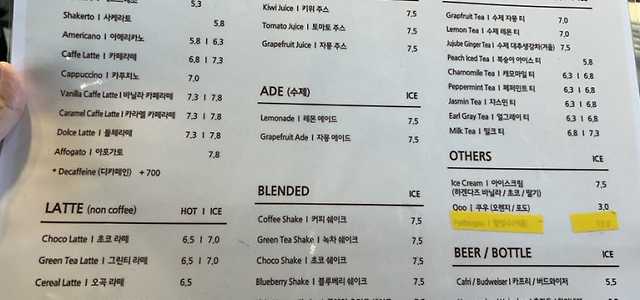 스프레소 5,3
Shakerto I 샤케라토 5,8
Americano I 아메리카노 5,8 I 6,3
Caffe Latte I 카페라떼 6,8 I 7,3
Cappuccino I 카푸치노 7,0
Vanilla Caffe Latte I 바닐라 카페라떼 7,3 I 7,8
Caramel Caffe Latte I 카라멜 카페라떼 7,3 I 7,8
Dolce Latte I 돌체라떼 7,3 I 7,8
Affogato I 아포가토 7,8
* Decaffeine (디카페인) +700
LATTE (non coffee) HOT I ICE
Choco Latte I 초코 라떼 6,5 I 7,0
Green Tea Latte I 그린티 라떼 6,5 I 7,0
Cereal Latte I 오곡 라떼 6,5
Kiwi Juice I 키위 주스 7,5
Tomato Juice I 토마토 주스 7,5
Grapefruit Juice I 자몽 주스 7,5
ADE (수제) ICE
Lemonade I 레몬 에이드 7,5
Grapefruit Ade I 자몽 에이드 7,5
BLENDED ICE
Coffee Shake I 커피 쉐이크 7,5
Green Tea Shake I 녹차 쉐이크 7,5
Choco Shake I 초코 쉐이크 7,5
Blueberry Shake I 블루베리 쉐이크 7,5
Grapfruit Tea I 수제 자몽 티 7,0
Lemon Tea I 수제 레몬 티 7,0
Jujube Ginger Tea I 수제 대추생강차(겨울) 7,5
Peach Iced Tea I 복숭아 아이스 티 5,8
Chamomile Tea I 캐모마일 티 6,3 I 6,8
Peppermint Tea I 페퍼민트 티 6,3 I 6,8
Jasmin Tea I 자스민 티 6,3 I 6,8
Earl Gray Tea I 얼그레이 티 6,3 I 6,8
Milk Tea I 밀크 티 6,8 I 7,3
OTHERS ICE
Ice Cream I 아이스크림 7,5
(하겐다즈 바닐라 / 초코 / 딸기)
Qoo I 쿠우 (오렌지 / 포도) 3,0
BEER / BOTTLE ICE
Cafri / Budweiser I 카프리 / 버드와이저 5,5